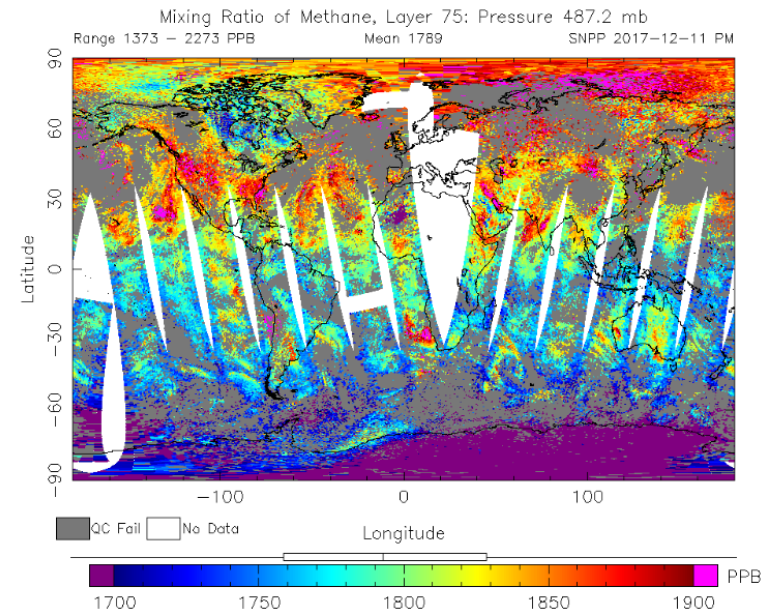 Mixing Ratio of Methane, Layer 75: Pressure 487.2 mb
Range 1373 - 2273 PPB Mean 1789 SNPP 2017-12-11 PM
90
60
30
0
-30
-60
-90
Latitude
-100 0 100
QC Fail No Data Longitude
PPB
1700 1750 1800 1850 1900